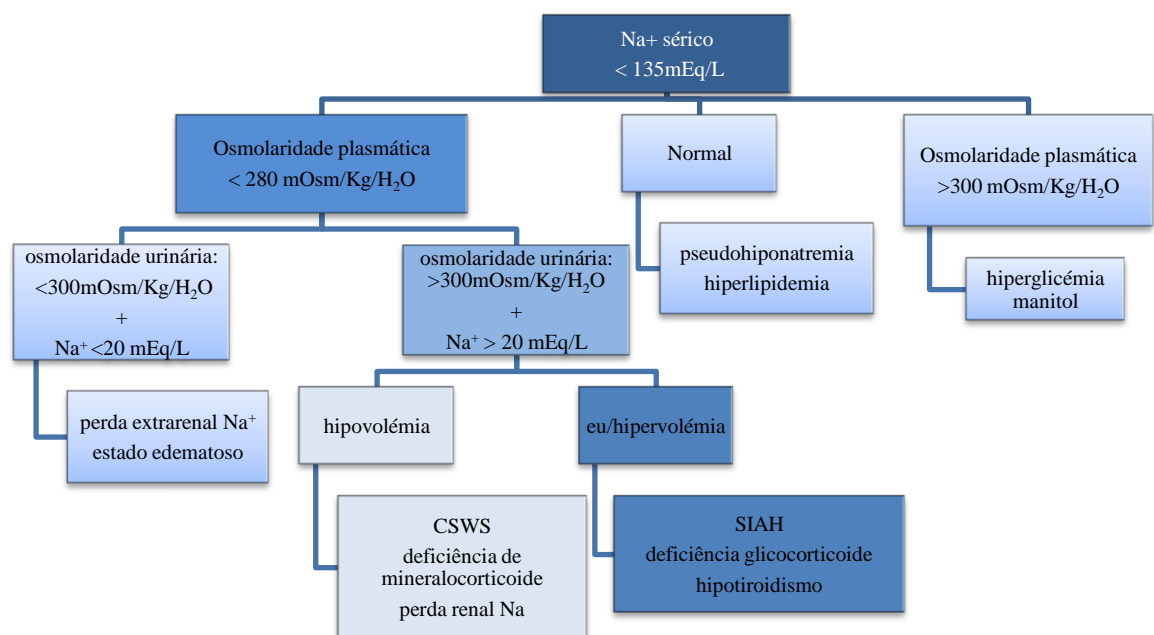 Na+ sérico
< 135mEq/L
Osmolaridade plasmática
< 280 mOsm/Kg/H₂O
Normal
Osmolaridade plasmática
>300 mOsm/Kg/H₂O
osmolaridade urinária:
<300mOsm/Kg/H₂O
+
Na⁺ <20 mEq/L
osmolaridade urinária:
>300mOsm/Kg/H₂O
+
Na⁺ > 20 mEq/L
pseudohiponatremia
hiperlipidemia
hiperglicémia
manitol
perda extrarenal Na⁺
estado edematoso
hipovolémia
eu/hipervolémia
CSWS
deficiência de
mineralocorticoide
perda renal Na
SIAH
deficiência glicocorticoide
hipotiroidismo